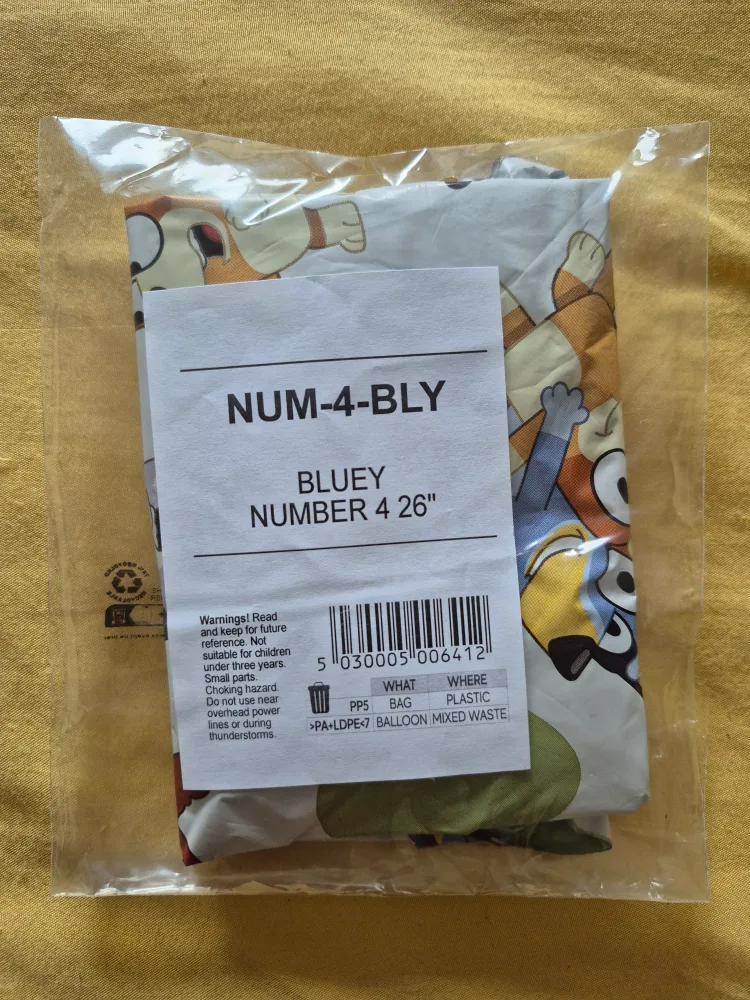 NUM-4-BLY
BLUEY
NUMBER 4 26"
Warnings! Read
and keep for future
reference. Not
suitable for children
under three years.
Small parts.
Choking hazard.
Do not use near
overhead power
lines or during
thunderstorms.
5 030005 006412
WHAT WHERE
PP5 BAG PLASTIC
>PA+LDPE<7 BALLOON MIXED WASTE